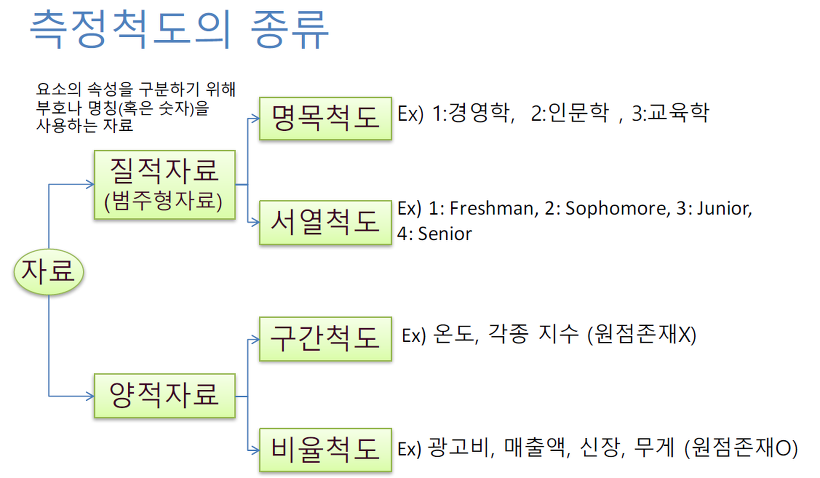 측정척도의 종류
요소의 속성을 구분하기 위해
부호나 명칭(혹은 숫자)을
사용하는 자료
자료
질적자료
(범주형자료)
명목척도
Ex) 1:경영학, 2:인문학 , 3:교육학
서열척도
Ex) 1: Freshman, 2: Sophomore, 3: Junior,
4: Senior
양적자료
구간척도
Ex) 온도, 각종 지수 (원점존재X)
비율척도
Ex) 광고비, 매출액, 신장, 무게 (원점존재O)